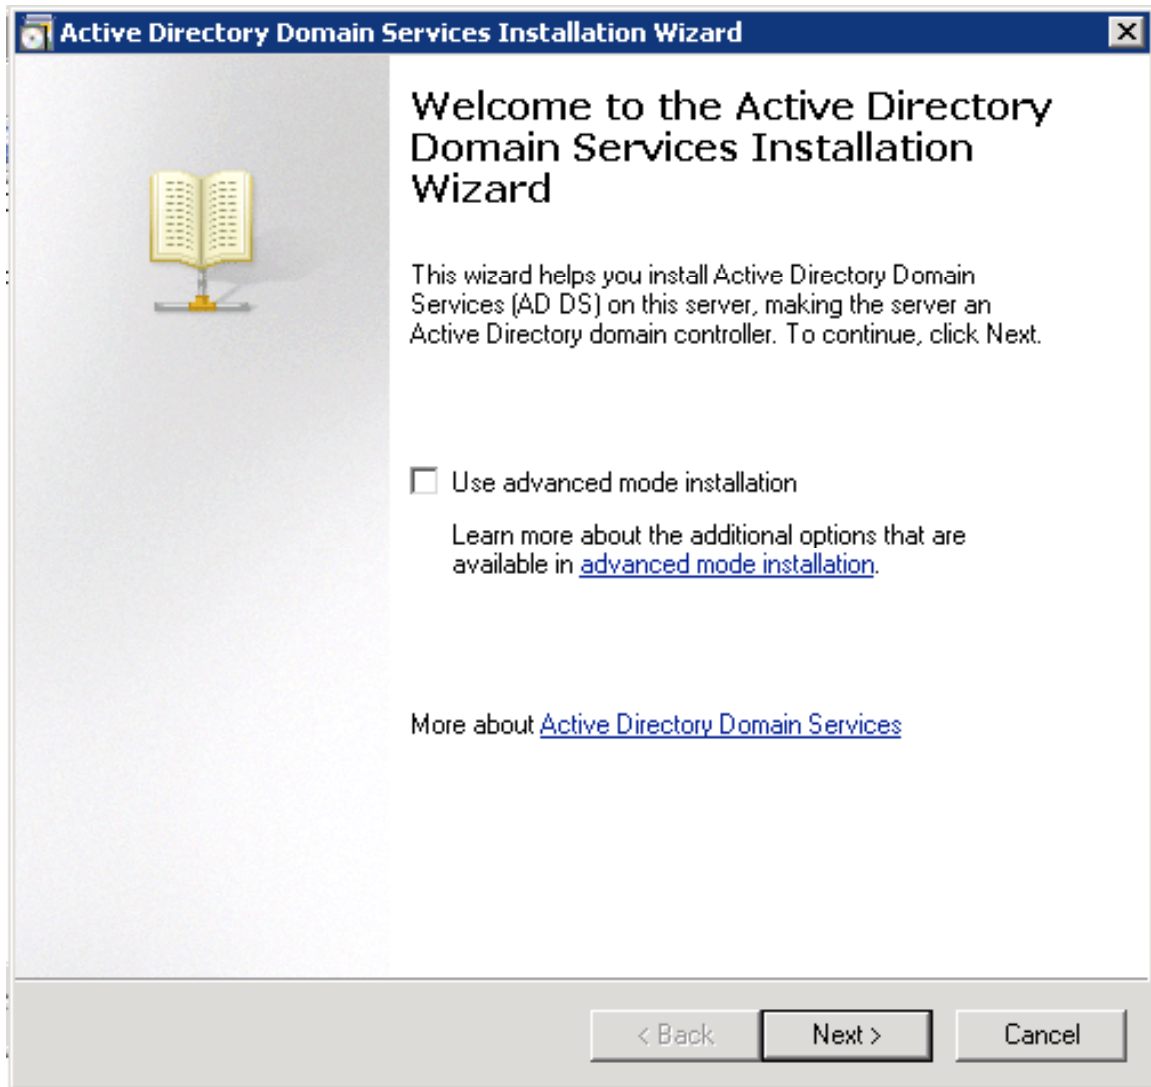 Active Directory Domain Services Installation Wizard
Welcome to the Active Directory
Domain Services Installation
Wizard
This wizard helps you install Active Directory Domain
Services (AD DS) on this server, making the server an
Active Directory domain controller. To continue, click Next.
Use advanced mode installation
Learn more about the additional options that are
available in advanced mode installation.
More about Active Directory Domain Services
< Back
Next >
Cancel